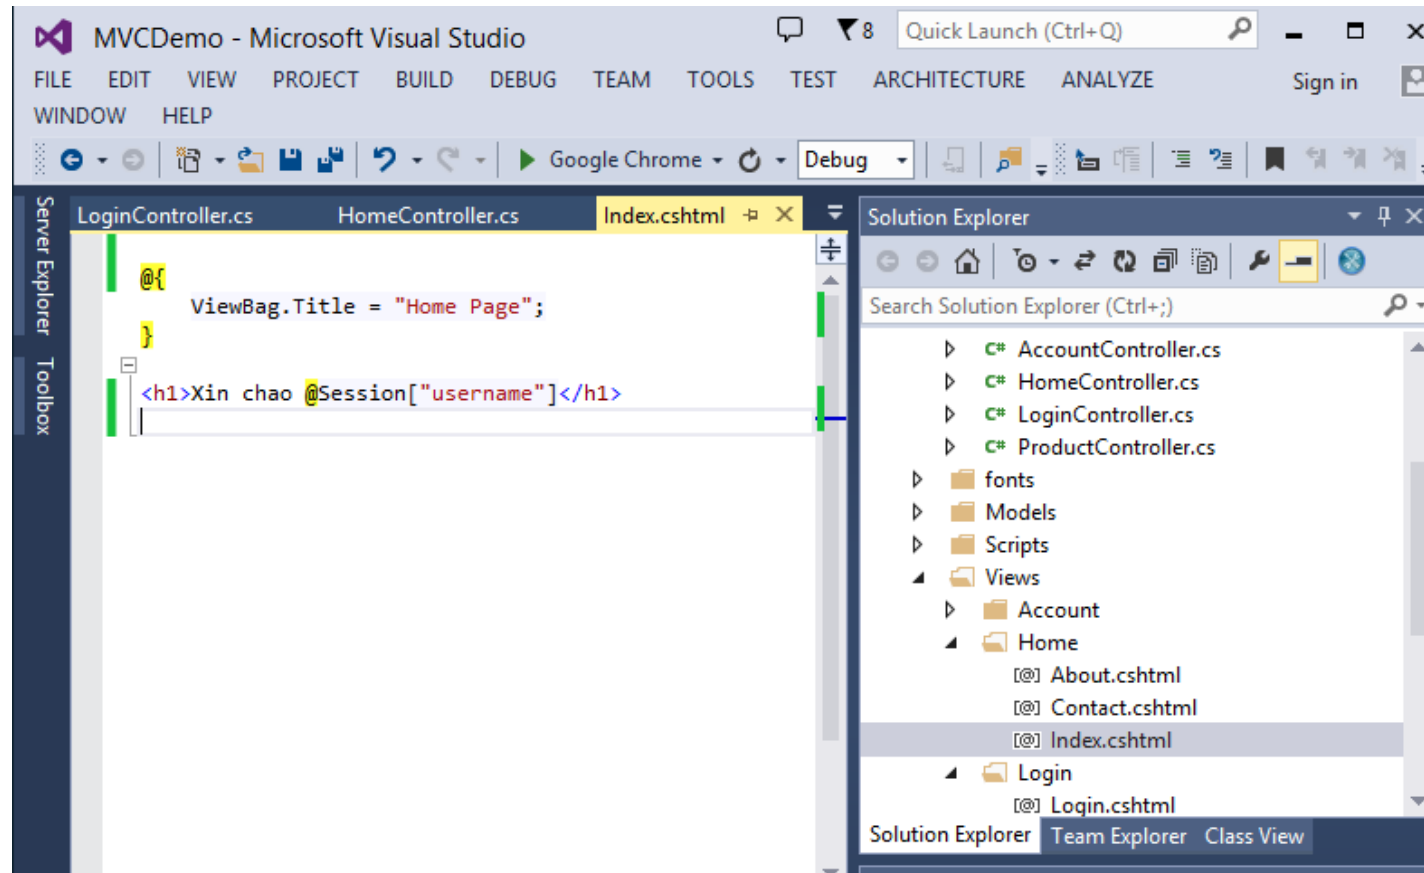 MVCDemo - Microsoft Visual Studio
8
Quick Launch (Ctrl+Q)
FILE EDIT VIEW PROJECT BUILD DEBUG TEAM TOOLS TEST ARCHITECTURE ANALYZE Sign in
WINDOW HELP
Google Chrome Debug
Server Explorer
Toolbox
LoginController.cs HomeController.cs Index.cshtml
@{
ViewBag.Title = "Home Page";
}
<h1>Xin chao @Session["username"]</h1>
Solution Explorer
Search Solution Explorer (Ctrl+;)
C# AccountController.cs
C# HomeController.cs
C# LoginController.cs
C# ProductController.cs
fonts
Models
Scripts
Views
Account
Home
[@] About.cshtml
[@] Contact.cshtml
[@] Index.cshtml
Login
[@] Login.cshtml
Solution Explorer Team Explorer Class View